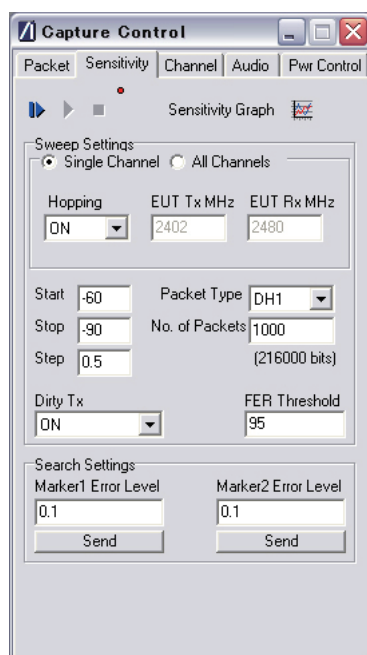 Capture Control
Packet Sensitivity Channel Audio Pwr Control
Sensitivity Graph
Sweep Settings
Single Channel All Channels
Hopping EUT Tx MHz EUT Rx MHz
ON 2402 2480
Start -60 Packet Type DH1
Stop -90 No. of Packets 1000
Step 0.5 (216000 bits)
Dirty Tx FER Threshold
ON 95
Search Settings
Marker1 Error Level Marker2 Error Level
0.1 0.1
Send Send